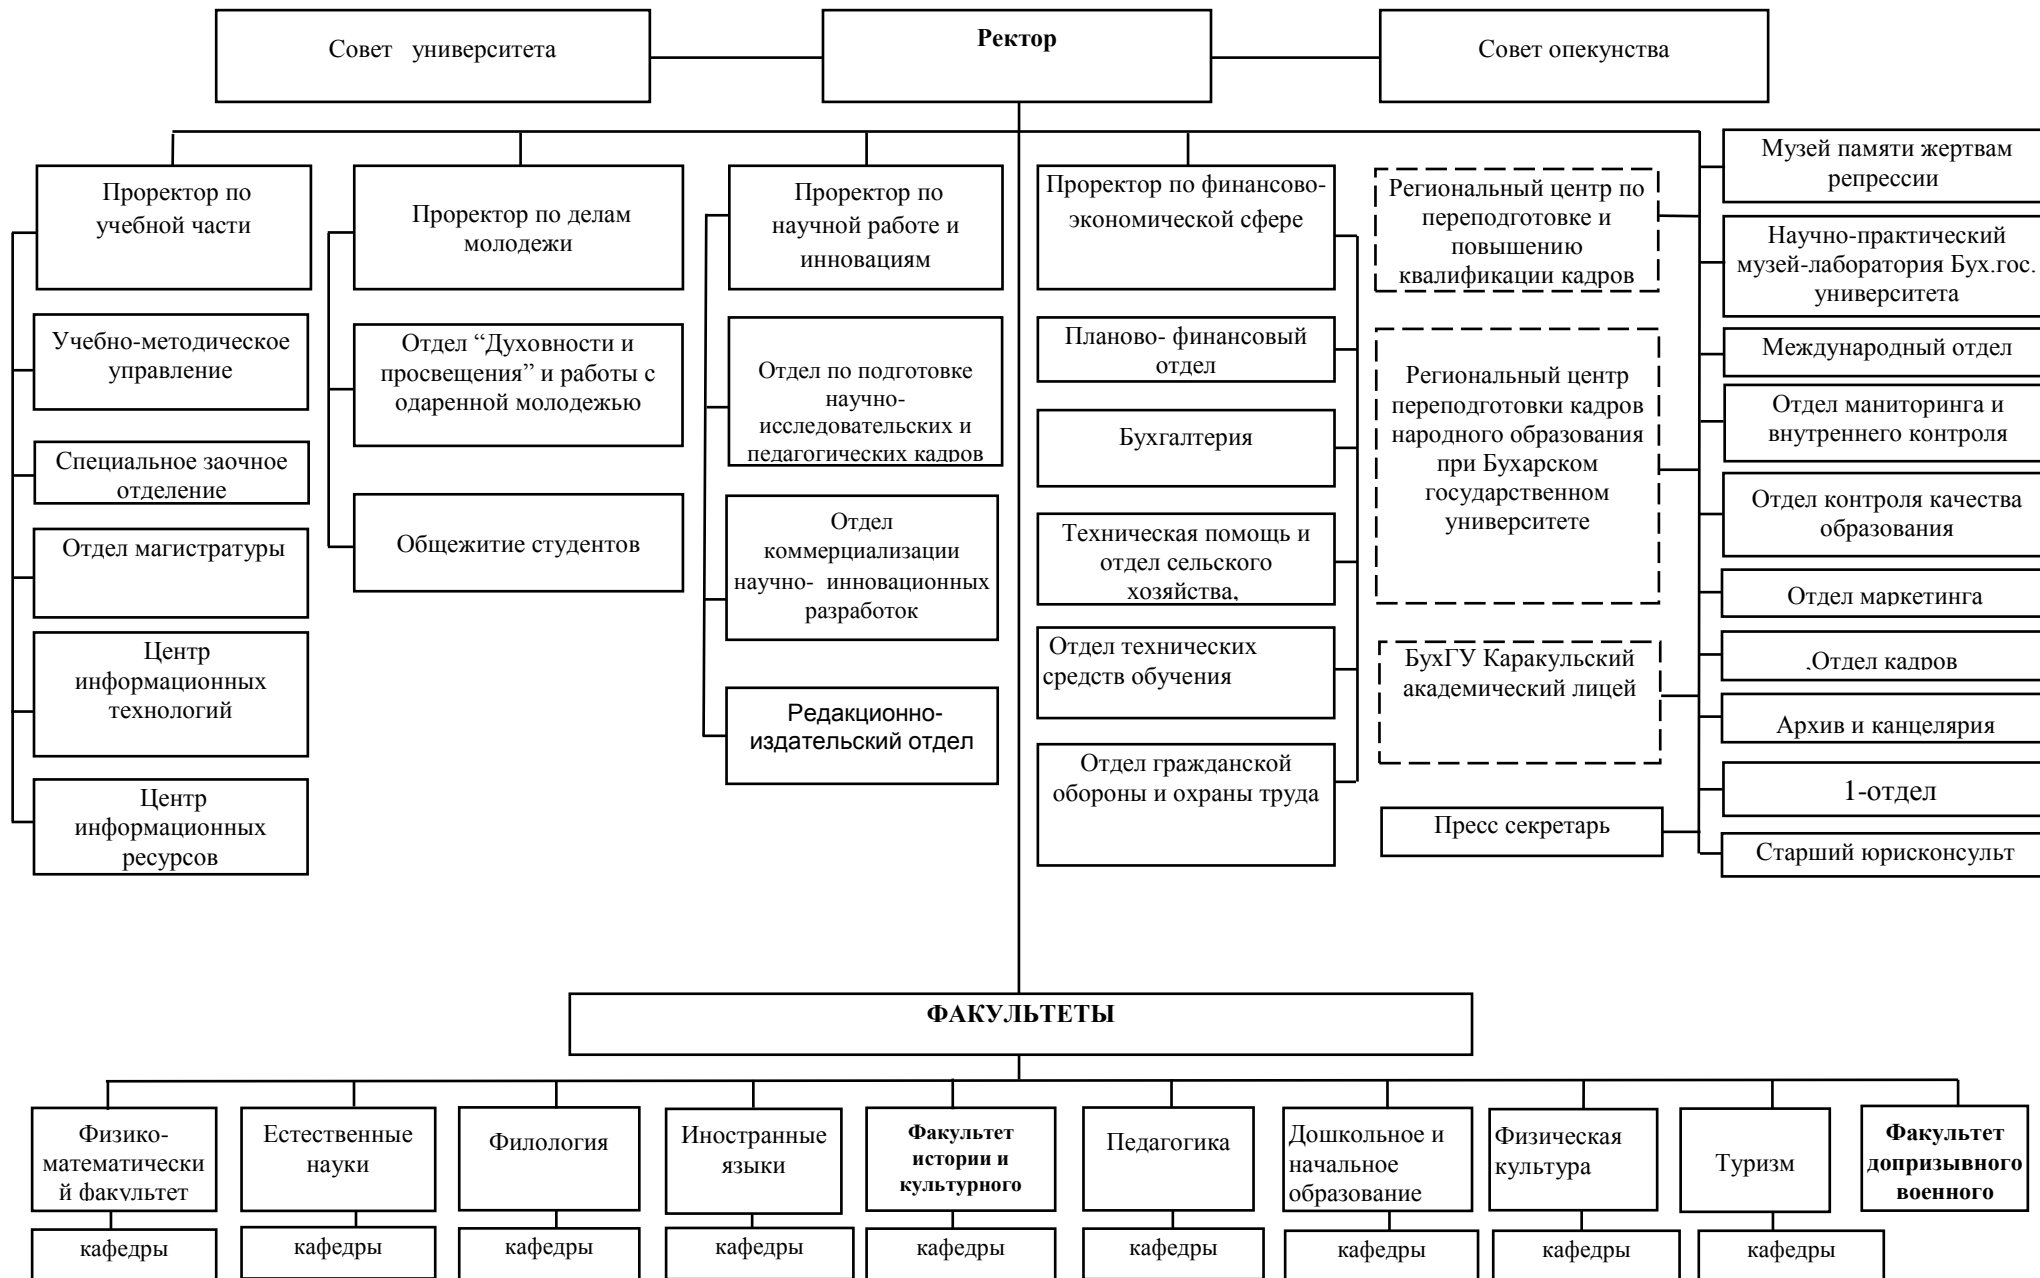 Совет университета
Ректор
Совет опекунства
Проректор по
учебной части
Учебно-методическое
управление
Специальное заочное
отделение
Отдел магистратуры
Центр
информационных
технологий
Центр
информационных
ресурсов
Проректор по делам
молодежи
Отдел “Духовности и
просвещения” и работы с
одаренной молодежью
Общежитие студентов
Проректор по
научной работе и
инновациям
Отдел по подготовке
научно-
исследовательских и
педагогических кадров
Отдел
коммерциализации
научно- инновационных
разработок
Редакционно-
издательский отдел
Проректор по финансово-
экономической сфере
Планово- финансовый
отдел
Бухгалтерия
Техническая помощь и
отдел сельского
хозяйства,
Отдел технических
средств обучения
Отдел гражданской
обороны и охраны труда
Региональный центр по
переподготовке и
повышению
квалификации кадров
Региональный центр
переподготовки кадров
народного образования
при Бухарском
государственном
университете
БухГУ Каракульский
академический лицей
Пресс секретарь
Музей памяти жертвам
репрессии
Научно-практический
музей-лаборатория Бух.гос.
университета
Международный отдел
Отдел маниторинга и
внутреннего контроля
Отдел контроля качества
образования
Отдел маркетинга
.Отдел кадров
Архив и канцелярия
1-отдел
Старший юрисконсульт
ФАКУЛЬТЕТЫ
Физико-
математически
й факультет
Естественные
науки
Филология
Иностранные
языки
Факультет
истории и
культурного
Педагогика
Дошкольное и
начальное
образование
Физическая
культура
Туризм
Факультет
допризывного
военного
кафедры
кафедры
кафедры
кафедры
кафедры
кафедры
кафедры
кафедры
кафедры